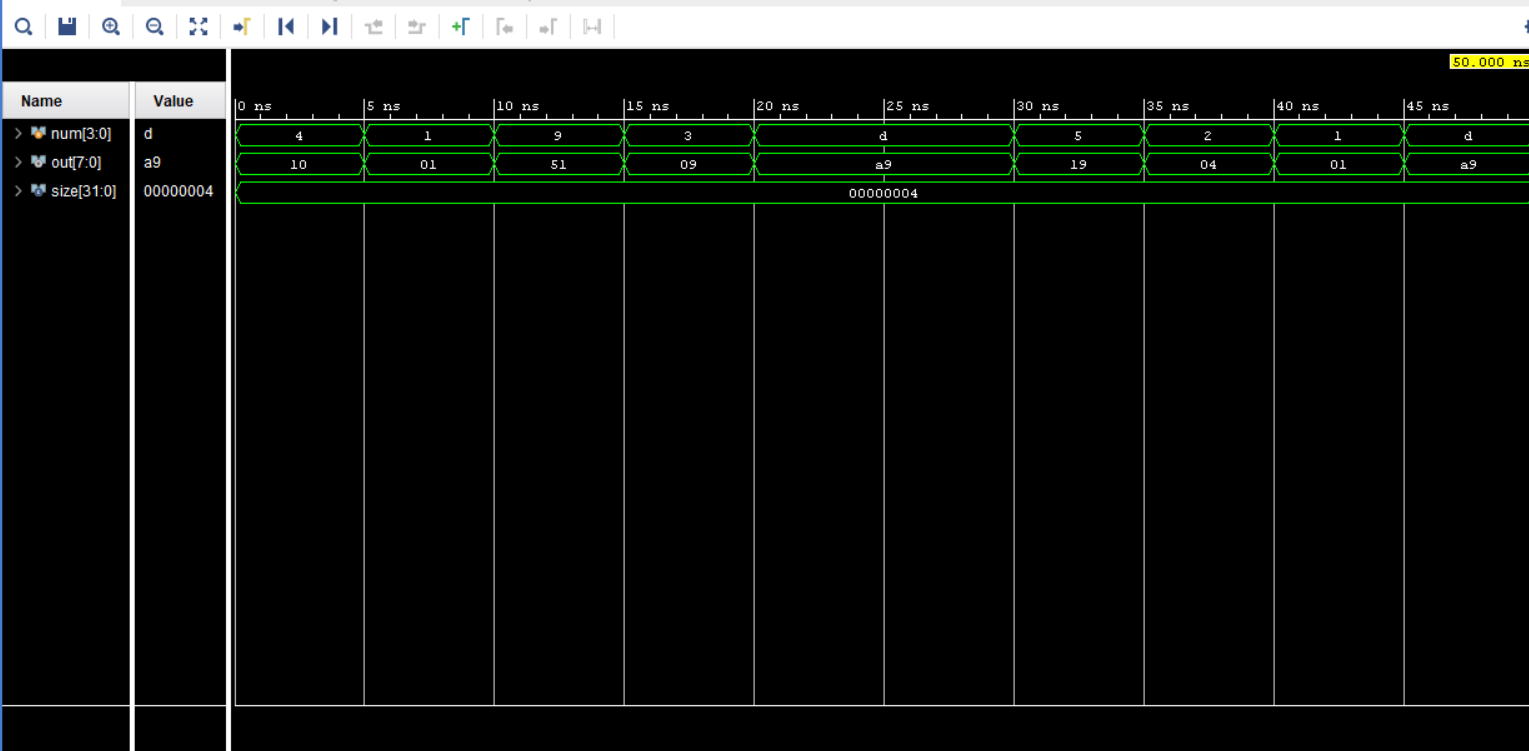 50.000 ns
Name Value
0 ns 5 ns 10 ns 15 ns 20 ns 25 ns 30 ns 35 ns 40 ns 45 ns
num[3:0] d 4 1 9 3 d 5 2 1 d
out[7:0] a9 10 01 51 09 a9 19 04 01 a9
size[31:0] 00000004 00000004